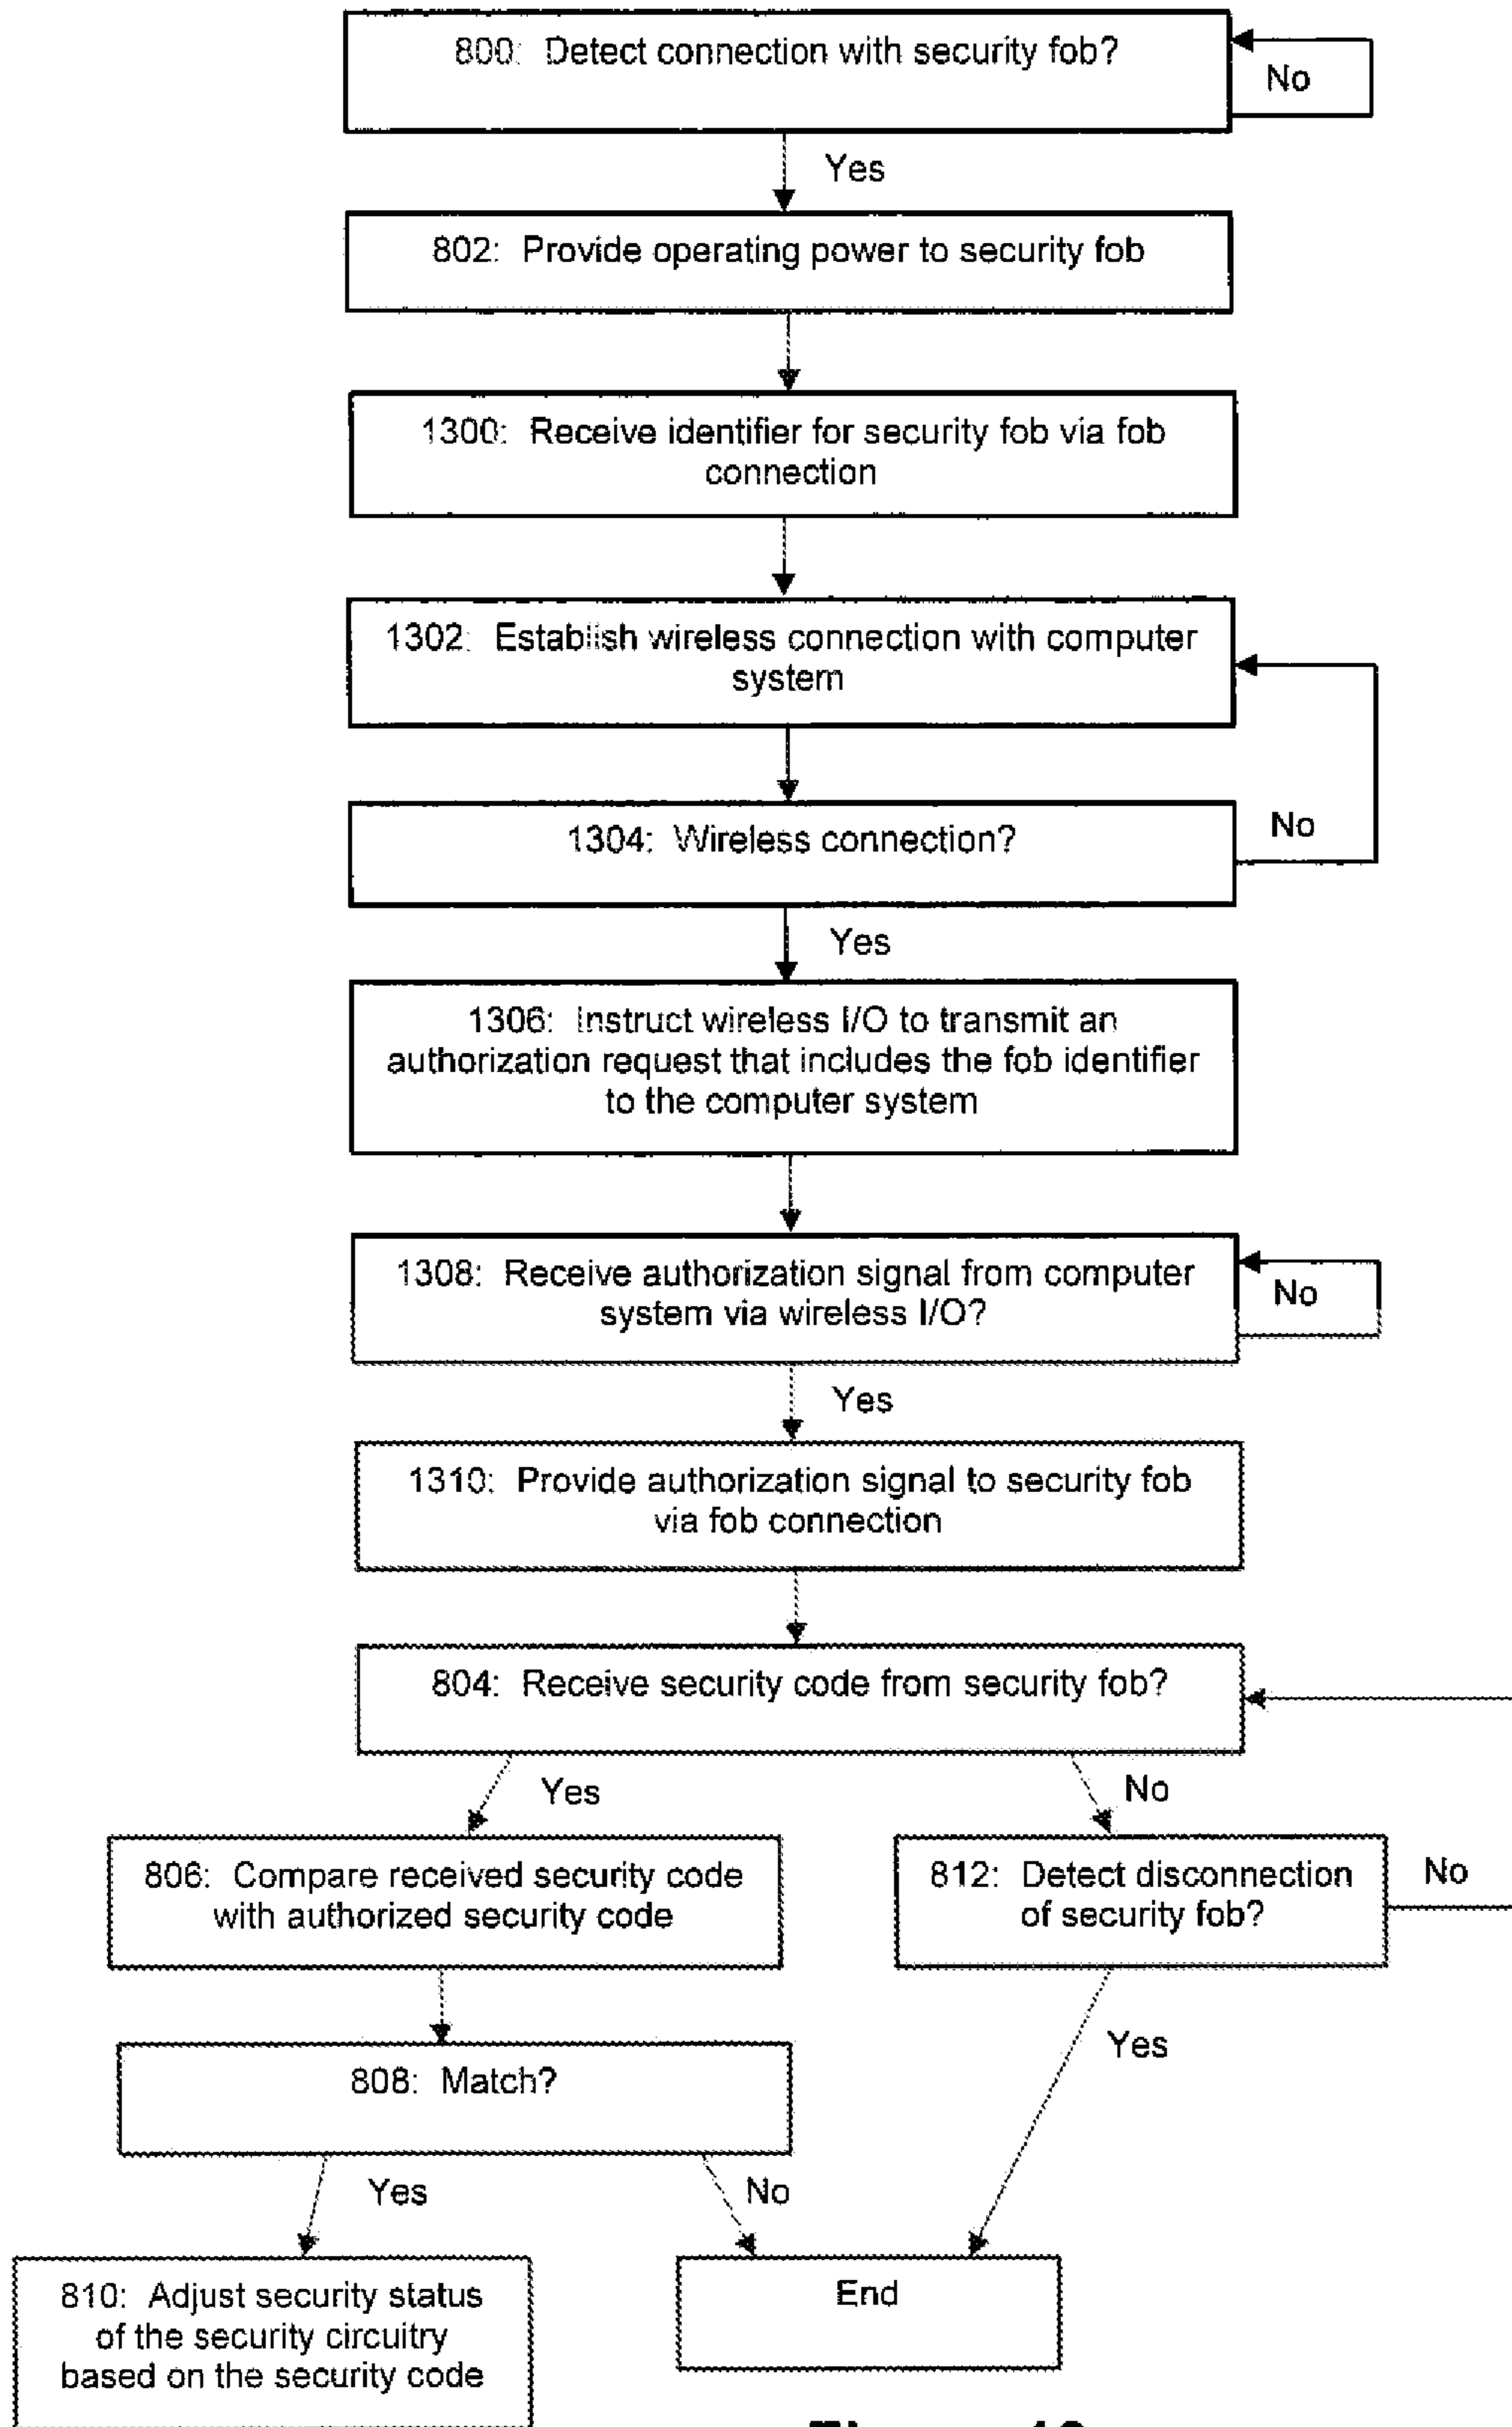 800: Detect connection with security fob?
No
Yes
802: Provide operating power to security fob
1300: Receive identifier for security fob via fob
connection
1302: Establish wireless connection with computer
system
1304: Wireless connection?
No
Yes
1306: Instruct wireless I/O to transmit an
authorization request that includes the fob identifier
to the computer system
1308: Receive authorization signal from computer
system via wireless I/O?
No
Yes
1310: Provide authorization signal to security fob
via fob connection
804: Receive security code from security fob?
Yes
No
806: Compare received security code
with authorized security code
812: Detect disconnection
of security fob?
No
Yes
808: Match?
Yes
No
810: Adjust security status
of the security circuitry
based on the security code
End